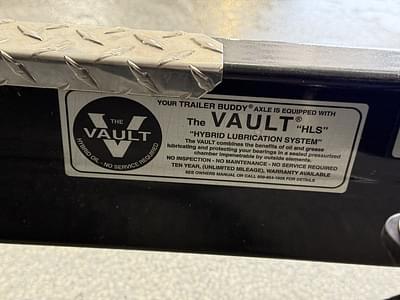 THE
VAULT
HYBRID OIL - NO SERVICE REQUIRED
YOUR TRAILER BUDDY® AXLE IS EQUIPPED WITH
The VAULT® "HLS"
"HYBRID LUBRICATION SYSTEM"
The VAULT combines the benefits of oil and grease
lubricating and protecting your bearings in a sealed pressurized
chamber impenetrable by outside elements.
NO INSPECTION - NO MAINTENANCE - NO SERVICE REQUIRED
TEN YEAR, (UNLIMITED MILEAGE), WARRANTY AVAILABLE
SEE OWNERS MANUAL OR CALL FOR DETAILS